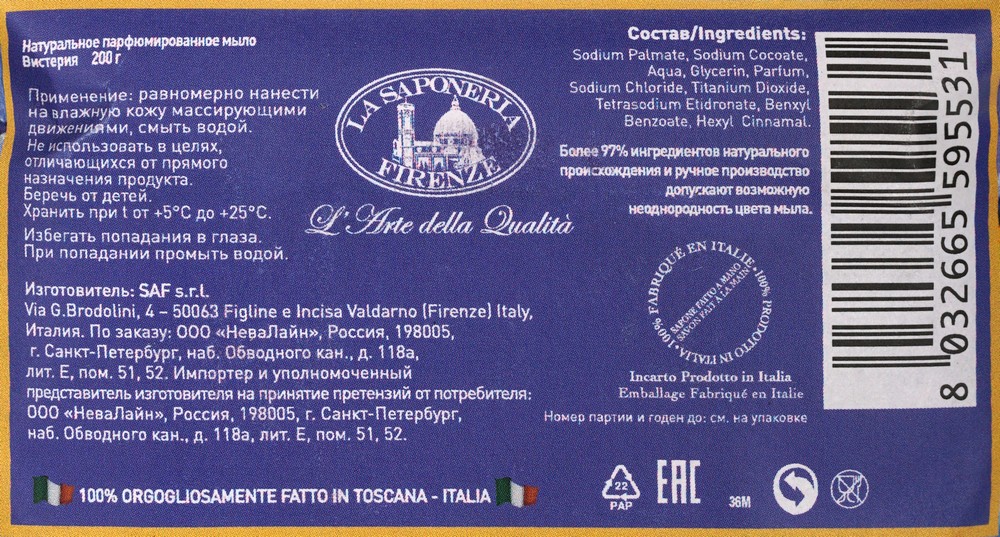 Натуральное парфюмированное мыло
Вистерия 200 г
Применение: равномерно нанести
на влажную кожу массирующими
движениями, смыть водой.
Не использовать в целях,
отличающихся от прямого
назначения продукта.
Беречь от детей.
Хранить при t от +5°C до +25°C.
Избегать попадания в глаза.
При попадании промыть водой.
Изготовитель: SAF s.r.l.
Via G.Brodolini, 4 – 50063 Figline e Incisa Valdarno (Firenze) Italy,
Италия. По заказу: ООО «НеваЛайн», Россия, 198005,
г. Санкт-Петербург, наб. Обводного кан., д. 118а,
лит. Е, пом. 51, 52. Импортер и уполномоченный
представитель изготовителя на принятие претензий от потребителя:
ООО «НеваЛайн», Россия, 198005, г. Санкт-Петербург,
наб. Обводного кан., д. 118а, лит. Е, пом. 51, 52.
100% ORGOGLIOSAMENTE FATTO IN TOSCANA - ITALIA
LA SAPONERIA
FIRENZE
L'Arte della Qualità
Состав/Ingredients:
Sodium Palmate, Sodium Cocoate,
Aqua, Glycerin, Parfum,
Sodium Chloride, Titanium Dioxide,
Tetrasodium Etidronate, Benxyl
Benzoate, Hexyl Cinnamal.
Более 97% ингредиентов натурального
происхождения и ручное производство
допускают возможную
неоднородность цвета мыла.
100% FABRIQUÉ EN ITALIE
100% PRODOTTO IN ITALIA
SAPONE FATTO A MANO
SAVON FAIT À LA MAIN
Incarto Prodotto in Italia
Emballage Fabriqué en Italie
Номер партии и годен до: см. на упаковке
22
PAP
EAC
36M
8 032665 595531